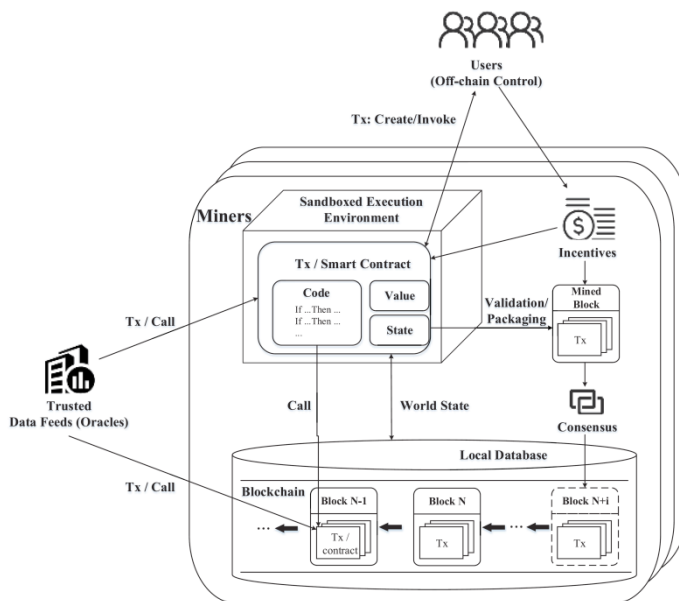 Users
(Off-chain Control)
Tx: Create/Invoke
Miners
Sandboxed Execution
Environment
Tx / Smart Contract
Code
If ...Then ...
If ...Then ...
...
Value
State
$
Incentives
Validation/
Packaging
Mined
Block
Tx
Tx / Call
Trusted
Data Feeds (Oracles)
Call
World State
Consensus
Local Database
Tx / Call
Blockchain
Block N-1
Block N
Block N+i
...
Tx /
contract
Tx
...
Tx